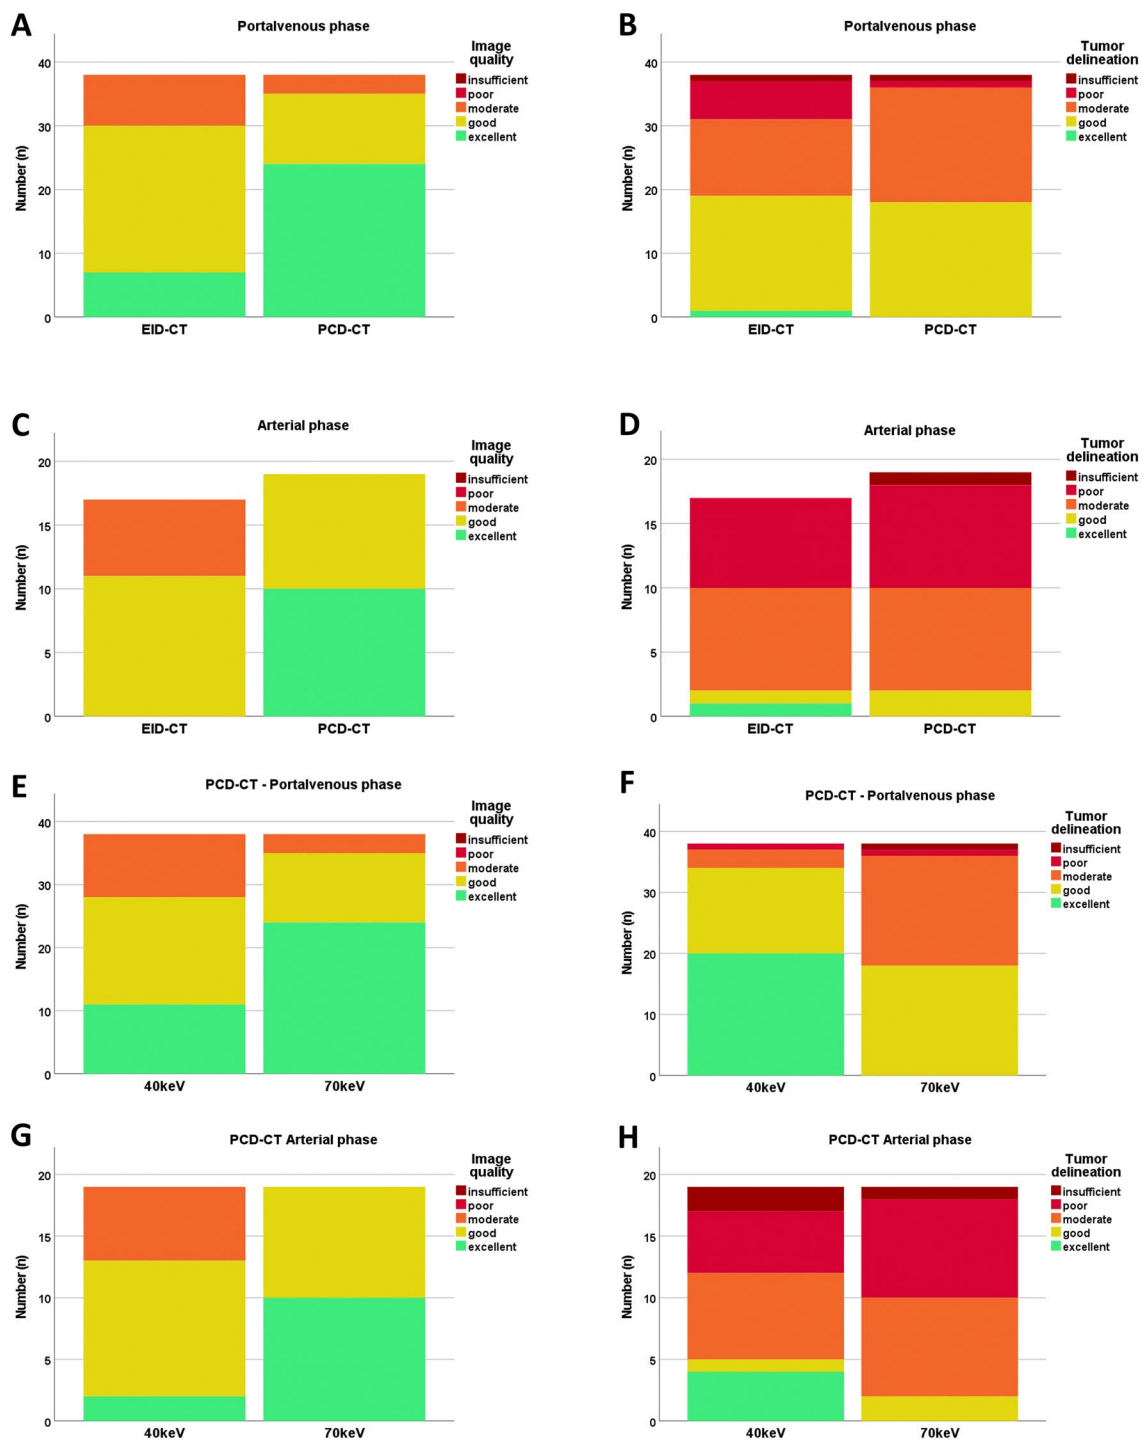 A
Portalvenous phase
Image
quality
insufficient
poor
moderate
good
excellent
Number (n)
40
30
20
10
0
EID-CT
PCD-CT
B
Portalvenous phase
Tumor
delineation
insufficient
poor
moderate
good
excellent
Number (n)
40
30
20
10
0
EID-CT
PCD-CT
C
Arterial phase
Image
quality
insufficient
poor
moderate
good
excellent
Number (n)
20
15
10
5
0
EID-CT
PCD-CT
D
Arterial phase
Tumor
delineation
insufficient
poor
moderate
good
excellent
Number (n)
20
15
10
5
0
EID-CT
PCD-CT
E
PCD-CT - Portalvenous phase
Image
quality
insufficient
poor
moderate
good
excellent
Number (n)
40
30
20
10
0
40keV
70keV
F
PCD-CT - Portalvenous phase
Tumor
delineation
insufficient
poor
moderate
good
excellent
Number (n)
40
30
20
10
0
40keV
70keV
G
PCD-CT Arterial phase
Image
quality
insufficient
poor
moderate
good
excellent
Number (n)
20
15
10
5
0
40keV
70keV
H
PCD-CT Arterial phase
Tumor
delineation
insufficient
poor
moderate
good
excellent
Number (n)
20
15
10
5
0
40keV
70keV